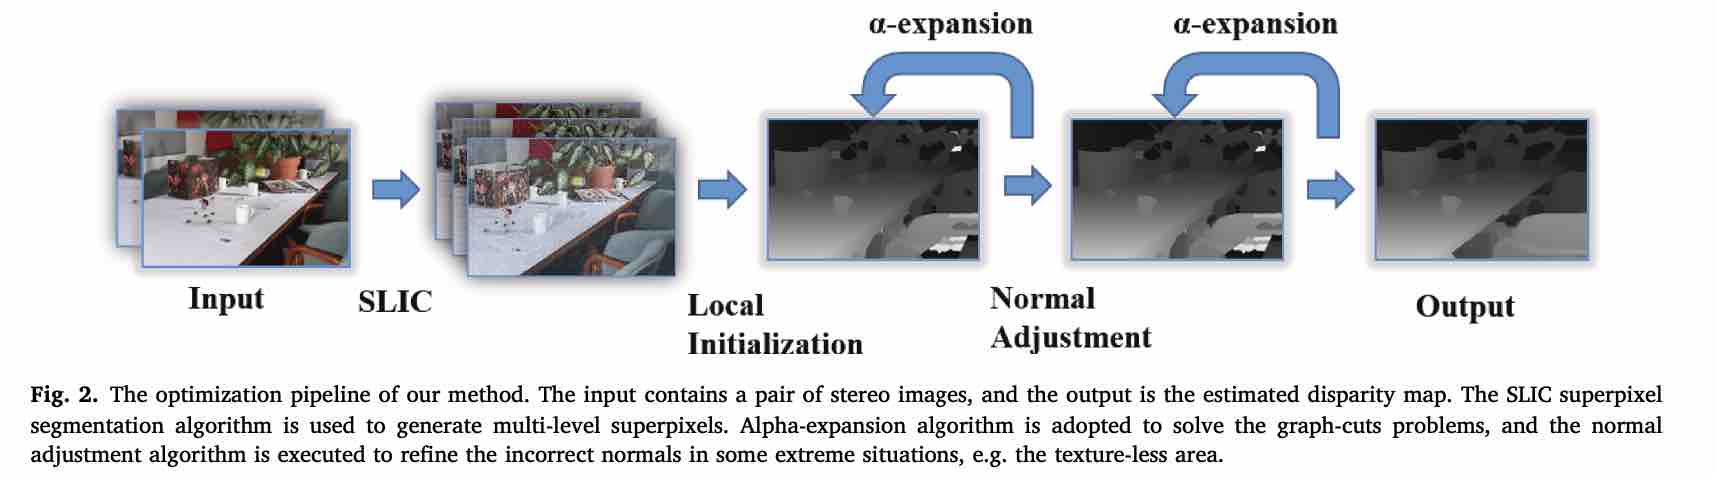 α-expansion
α-expansion
Input
SLIC
Local
Initialization
Normal
Adjustment
Output
Fig. 2. The optimization pipeline of our method. The input contains a pair of stereo images, and the output is the estimated disparity map. The SLIC superpixel
segmentation algorithm is used to generate multi-level superpixels. Alpha-expansion algorithm is adopted to solve the graph-cuts problems, and the normal
adjustment algorithm is executed to refine the incorrect normals in some extreme situations, e.g. the texture-less area.